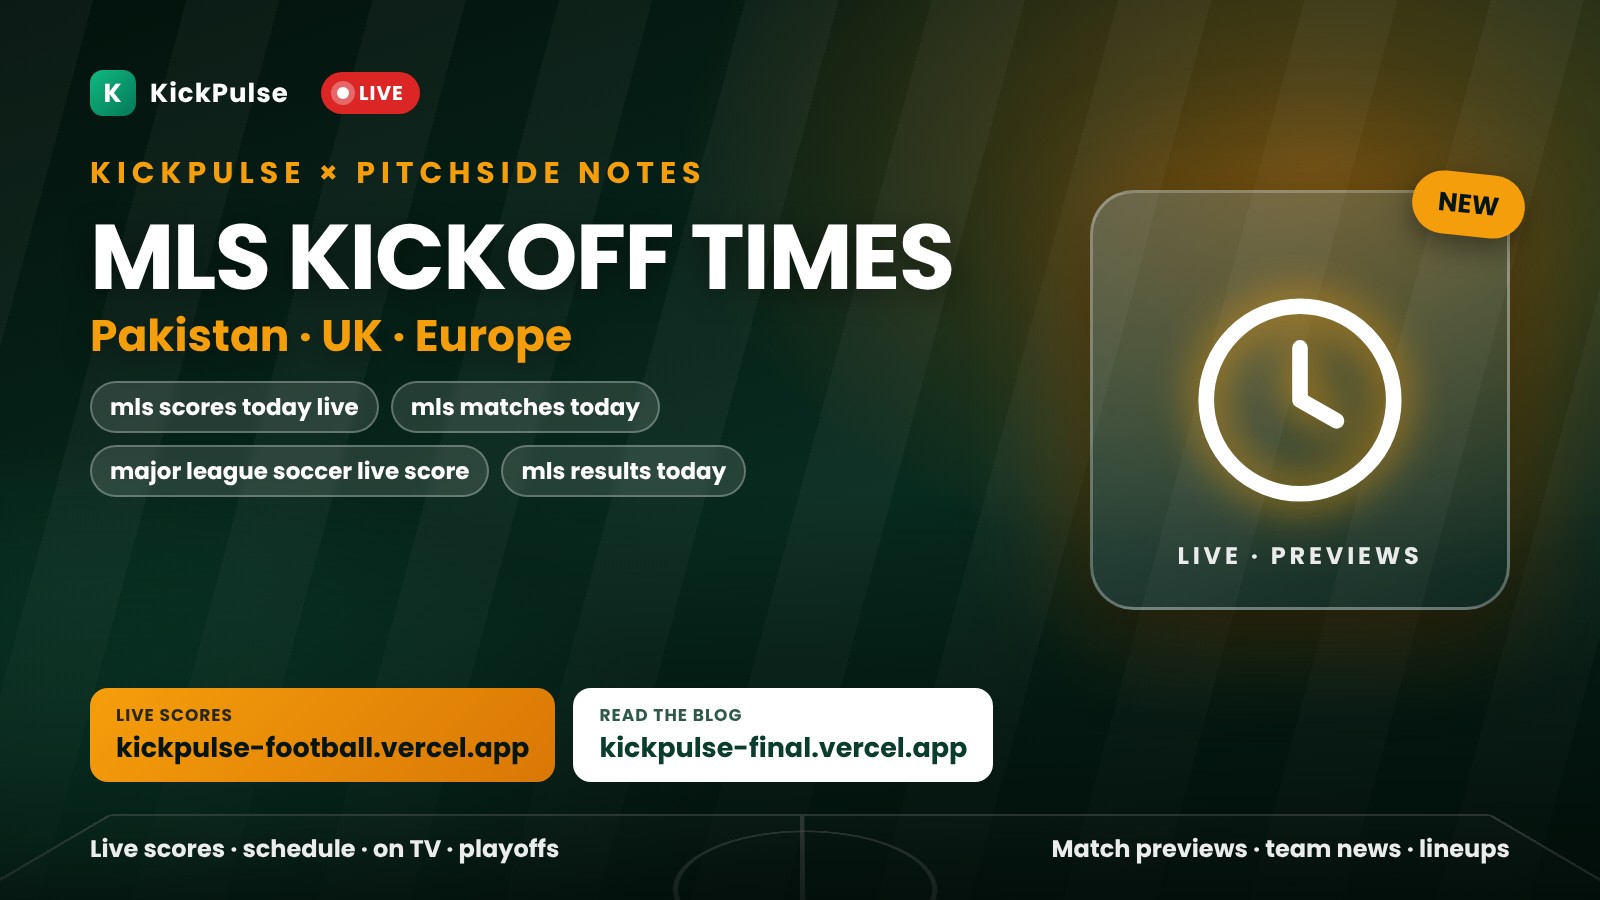 K KickPulse LIVE
KICKPULSE × PITCHSIDE NOTES
MLS KICKOFF TIMES
Pakistan · UK · Europe
mls scores today live
mls matches today
major league soccer live score
mls results today
NEW
LIVE · PREVIEWS
LIVE SCORES
kickpulse-football.vercel.app
READ THE BLOG
kickpulse-final.vercel.app
Live scores · schedule · on TV · playoffs
Match previews · team news · lineups